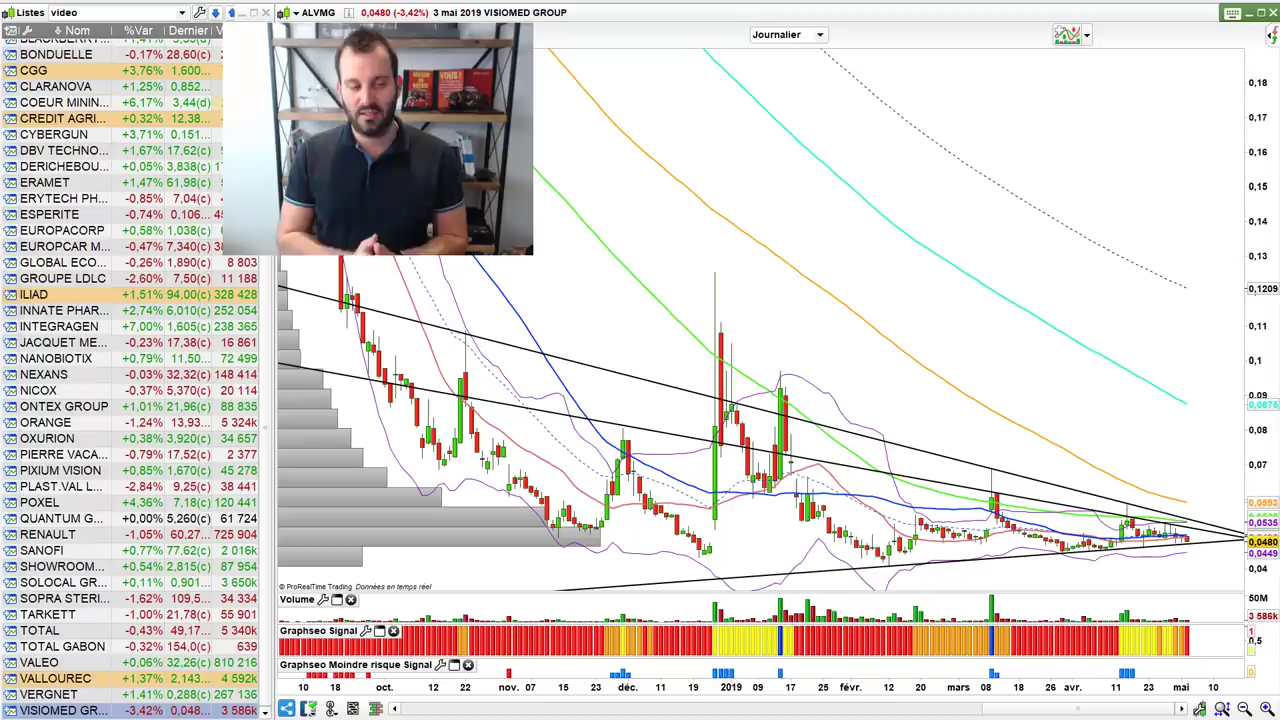 Listes video
ALVMG 0,0480 (-3,42%) 3 mai 2019 VISIOMED GROUP
Nom %Var Dernier V
Journalier
BONDUELLE -0,17% 28,60(c)
CGG +3,76% 1,600...
CLARANOVA +1,25% 0,852...
COEUR MININ... +6,17% 3,44(d)
CREDIT AGRI... +0,32% 12,38...
CYBERGUN +3,71% 0,151...
DBV TECHNO... +1,67% 17,62(c)
DERICHEBOU... +0,05% 3,838(c)
ERAMET +1,47% 61,98(c)
ERYTECH PH... -0,85% 7,04(c)
ESPERITE -0,74% 0,106...
EUROPACORP +0,58% 1,038(c)
EUROPCAR M... -0,47% 7,340(c)
GLOBAL ECO... -0,26% 1,890(c) 8 803
GROUPE LDLC -2,60% 7,50(c) 11 188
ILIAD +1,51% 94,00(c) 328 428
INNATE PHAR... +2,74% 6,010(c) 252 054
INTEGRAGEN +7,00% 1,605(c) 238 365
JACQUET ME... -0,23% 17,38(c) 16 861
NANOBIOTIX +0,79% 11,50... 72 499
NEXANS -0,03% 32,32(c) 148 414
NICOX -0,37% 5,370(c) 20 114
ONTEX GROUP +1,01% 21,96(c) 88 835
ORANGE -1,24% 13,93... 5 324k
OXURION +0,38% 3,920(c) 34 657
PIERRE VACA... -0,79% 17,52(c) 2 377
PIXIUM VISION +0,85% 1,670(c) 45 278
PLAST.VAL L... -2,84% 9,25(c) 38 441
POXEL +4,36% 7,18(c) 120 441
QUANTUM G... +0,00% 5,260(c) 61 724
RENAULT -1,05% 60,27... 725 904
SANOFI +0,77% 77,62(c) 2 016k
SHOWROOM... +0,54% 2,815(c) 87 954
SOLOCAL GR... +0,11% 0,901... 3 650k
SOPRA STERI... -1,62% 109,5... 34 334
TARKETT -1,00% 21,78(c) 55 901
TOTAL -0,43% 49,17... 5 340k
TOTAL GABON -0,32% 154,0... 639
VALEO +0,06% 32,26(c) 810 216
VALLOUREC +1,37% 2,143... 4 592k
VERGNET +1,41% 0,288(c) 267 136
VISIOMED GR... -3,42% 0,048... 3 586k
0,18
0,17
0,16
0,15
0,14
0,13
0,1209
0,11
0,1
0,09
0,0875
0,08
0,07
0,0593
0,0535
0,0480
0,0449
0,04
© ProRealTime Trading Données en temps réel
Volume
50M
3 586k
Graphseo Signal
1
0,5
Graphseo Moindre risque Signal
10 18 oct. 12 22 nov. 07 15 23 déc. 11 18 2019 09 17 25 févr. 12 20 mars 08 18 26 avr. 11 23 mai 10